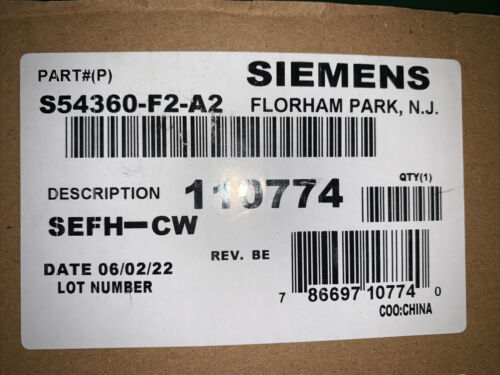 PART#(P) SIEMENS
S54360-F2-A2 FLORHAM PARK, N.J.
DESCRIPTION 110774 QTY(1)
SEFH-CW
REV. BE
DATE 06/02/22
LOT NUMBER
7 86697 10774 0
COO:CHINA